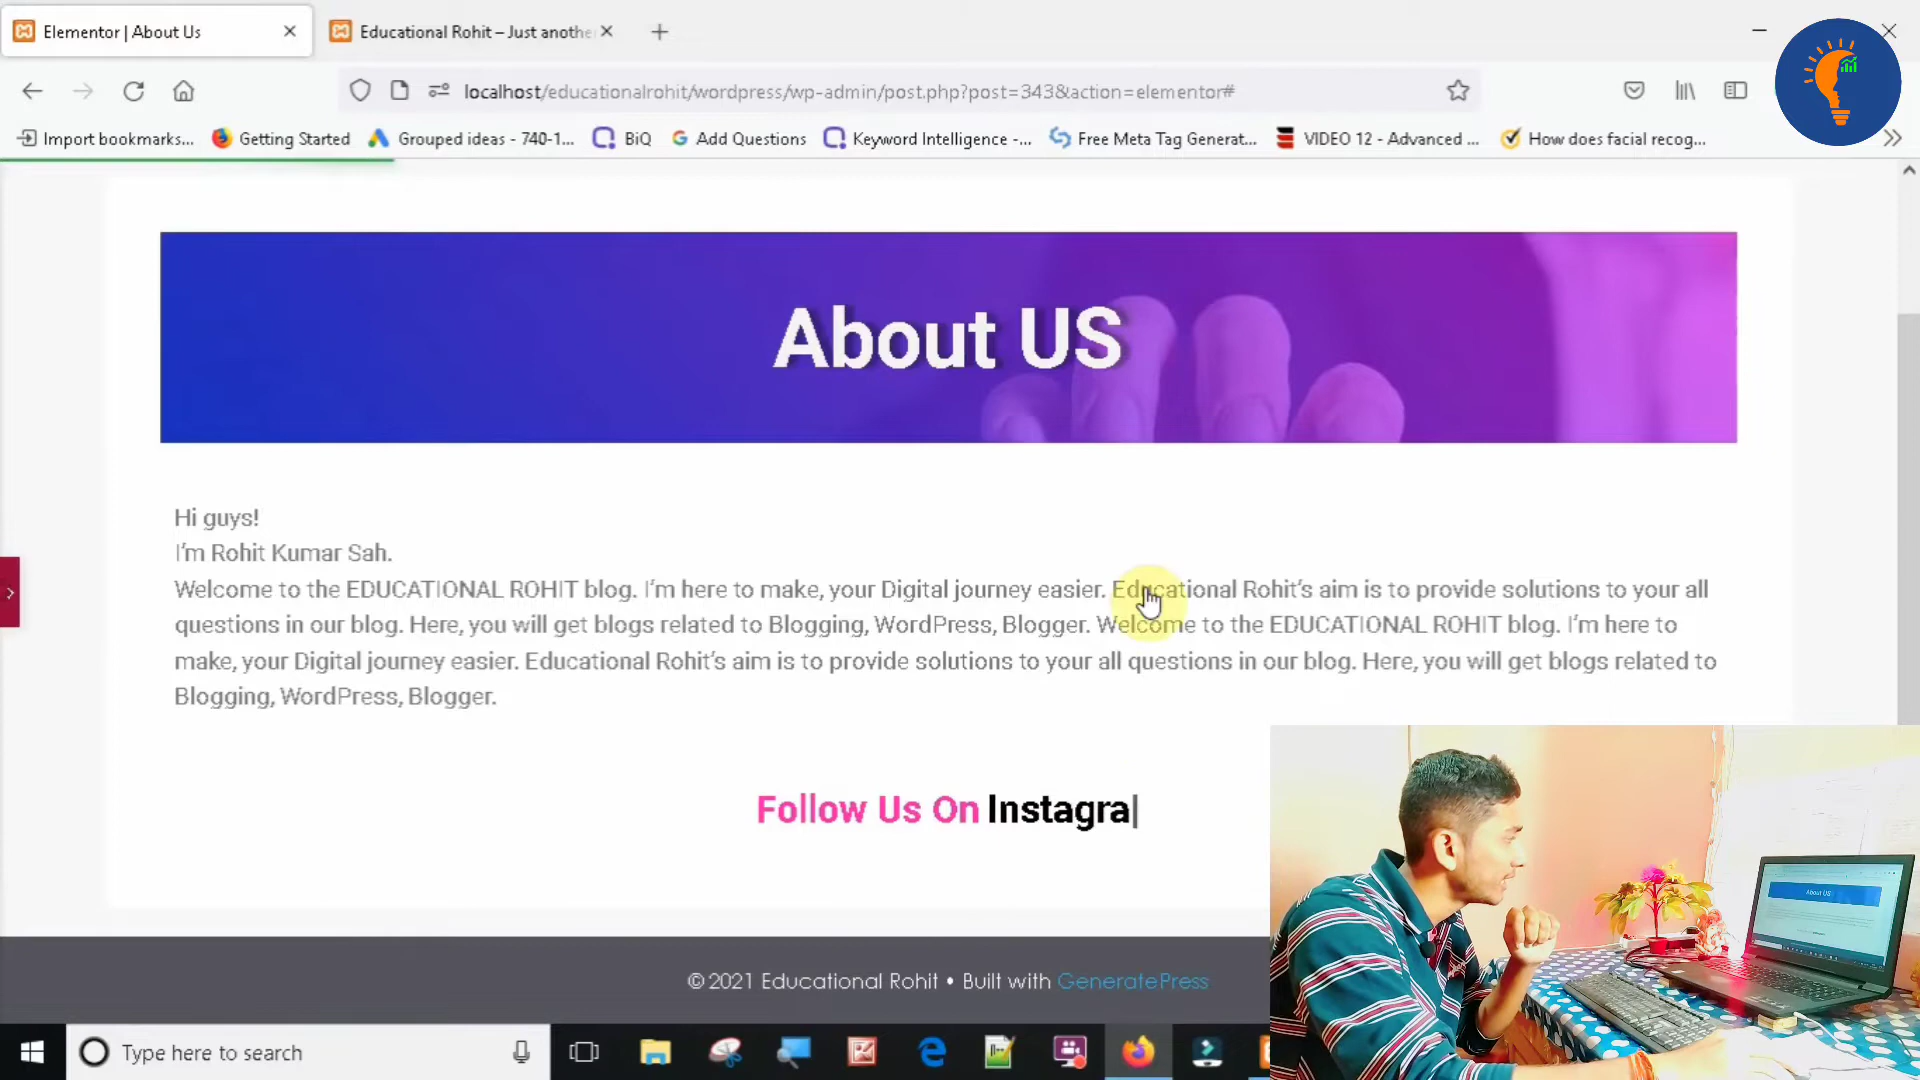 Elementor | About Us
Educational Rohit – Just anothe
localhost/educationalrohit/wordpress/wp-admin/post.php?post=343&action=elementor#
Import bookmarks...
Getting Started
Grouped ideas - 740-1...
BiQ
Add Questions
Keyword Intelligence -...
Free Meta Tag Generat...
VIDEO 12 - Advanced ...
How does facial recog...
About US
Hi guys!
I'm Rohit Kumar Sah.
Welcome to the EDUCATIONAL ROHIT blog. I'm here to make, your Digital journey easier. Educational Rohit's aim is to provide solutions to your all
questions in our blog. Here, you will get blogs related to Blogging, WordPress, Blogger. Welcome to the EDUCATIONAL ROHIT blog. I'm here to
make, your Digital journey easier. Educational Rohit's aim is to provide solutions to your all questions in our blog. Here, you will get blogs related to
Blogging, WordPress, Blogger.
Follow Us On Instagra
About US
© 2021 Educational Rohit • Built with GeneratePress
Type here to search